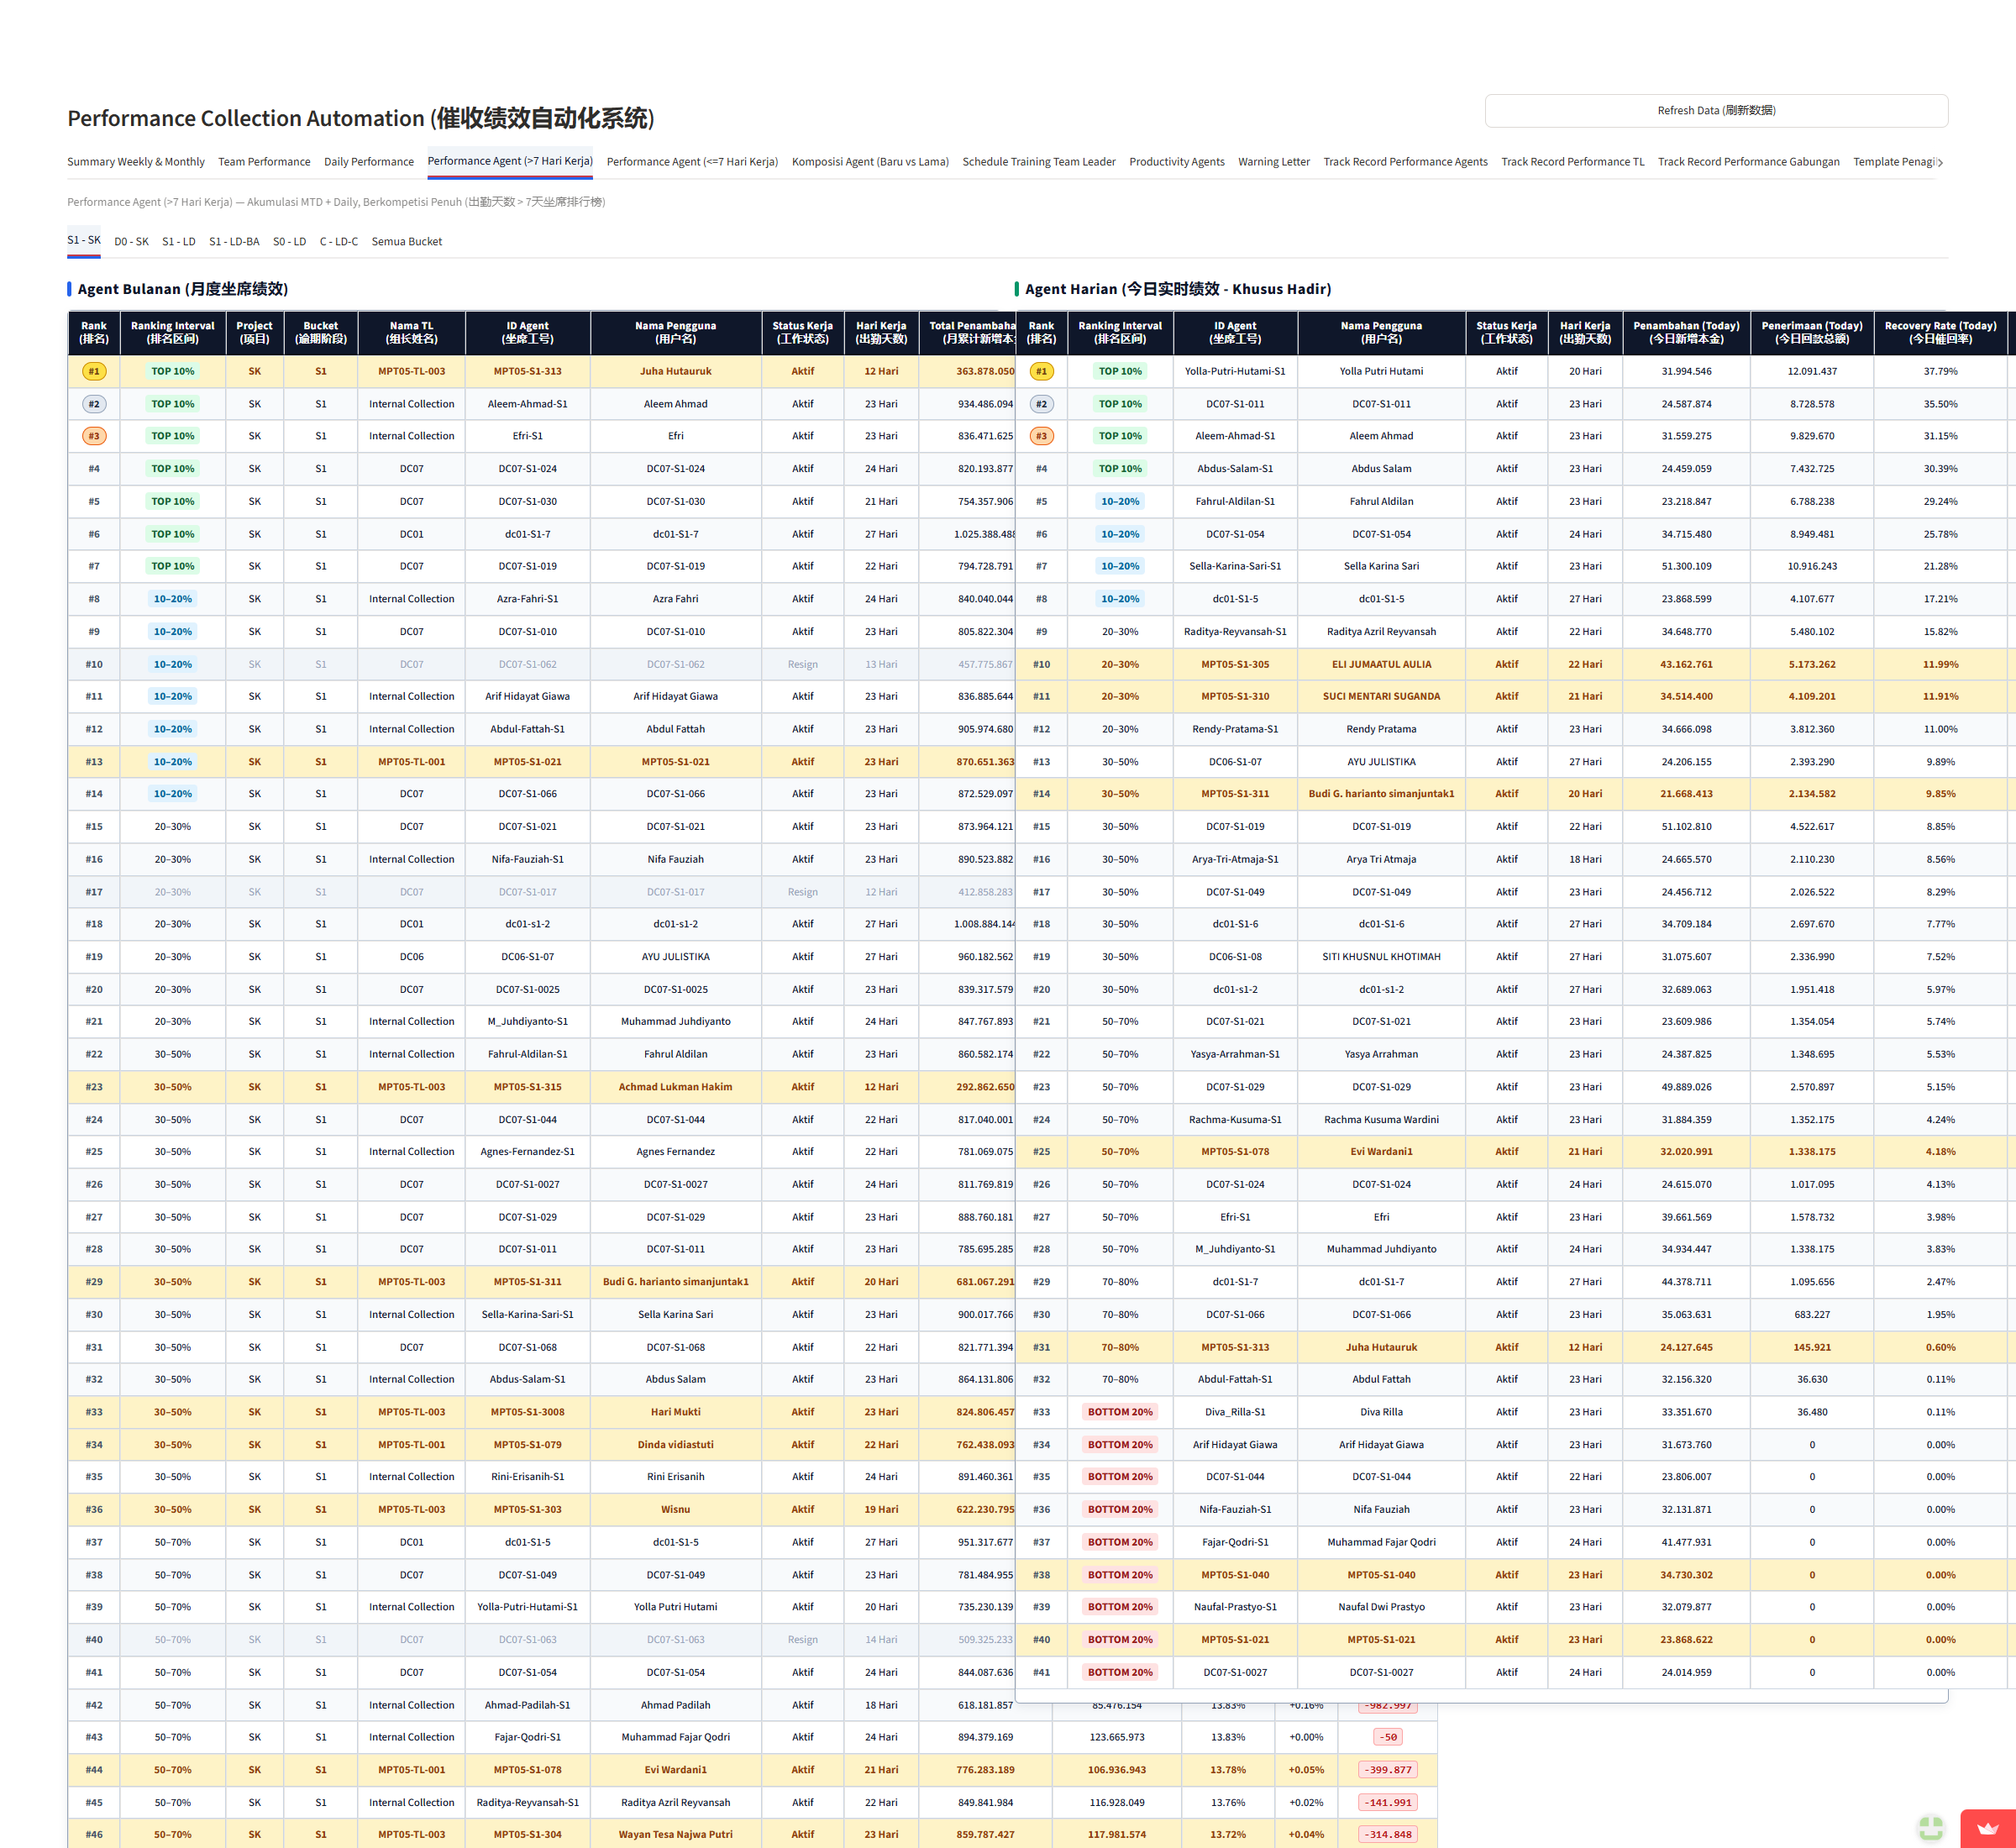 Performance Collection Automation (催收绩效自动化系统)
Refresh Data (刷新数据)
Summary Weekly & Monthly Team Performance Daily Performance Performance Agent (>7 Hari Kerja) Performance Agent (<=7 Hari Kerja) Komposisi Agent (Baru vs Lama) Schedule Training Team Leader Productivity Agents Warning Letter Track Record Performance Agents Track Record Performance TL Track Record Performance Gabungan Template Penagi
Performance Agent (>7 Hari Kerja) — Akumulasi MTD + Daily, Berkompetisi Penuh (出勤天数 > 7天坐席排行榜)
S1 - SK D0 - SK S1 - LD S1 - LD-BA S0 - LD C - LD-C Semua Bucket
Agent Bulanan (月度坐席绩效)
Rank Ranking Interval Project Bucket Nama TL ID Agent Nama Pengguna Status Kerja Hari Kerja Total Penambaha
(排名) (排名区间) (项目) (逾期阶段) (组长姓名) (坐席工号) (用户名) (工作状态) (出勤天数) (月累计新增本
#1 TOP 10% SK S1 MPT05-TL-003 MPT05-S1-313 Juha Hutauruk Aktif 12 Hari 363.878.050
#2 TOP 10% SK S1 Internal Collection Aleem-Ahmad-S1 Aleem Ahmad Aktif 23 Hari 934.486.094
#3 TOP 10% SK S1 Internal Collection Efri-S1 Efri Aktif 23 Hari 836.471.625
#4 TOP 10% SK S1 DC07 DC07-S1-024 DC07-S1-024 Aktif 24 Hari 820.193.877
#5 TOP 10% SK S1 DC07 DC07-S1-030 DC07-S1-030 Aktif 21 Hari 754.357.906
#6 TOP 10% SK S1 DC01 dc01-S1-7 dc01-S1-7 Aktif 27 Hari 1.025.388.488
#7 TOP 10% SK S1 DC07 DC07-S1-019 DC07-S1-019 Aktif 22 Hari 794.728.791
#8 10–20% SK S1 Internal Collection Azra-Fahri-S1 Azra Fahri Aktif 24 Hari 840.040.044
#9 10–20% SK S1 DC07 DC07-S1-010 DC07-S1-010 Aktif 23 Hari 805.822.304
#10 10–20% SK S1 DC07 DC07-S1-062 DC07-S1-062 Resign 13 Hari 457.775.867
#11 10–20% SK S1 Internal Collection Arif Hidayat Giawa Arif Hidayat Giawa Aktif 23 Hari 836.885.644
#12 10–20% SK S1 Internal Collection Abdul-Fattah-S1 Abdul Fattah Aktif 23 Hari 905.974.680
#13 10–20% SK S1 MPT05-TL-001 MPT05-S1-021 MPT05-S1-021 Aktif 23 Hari 870.651.363
#14 10–20% SK S1 DC07 DC07-S1-066 DC07-S1-066 Aktif 23 Hari 872.529.097
#15 20–30% SK S1 DC07 DC07-S1-021 DC07-S1-021 Aktif 23 Hari 873.964.121
#16 20–30% SK S1 Internal Collection Nifa-Fauziah-S1 Nifa Fauziah Aktif 23 Hari 890.523.882
#17 20–30% SK S1 DC07 DC07-S1-017 DC07-S1-017 Resign 12 Hari 412.858.283
#18 20–30% SK S1 DC01 dc01-s1-2 dc01-s1-2 Aktif 27 Hari 1.008.884.144
#19 20–30% SK S1 DC06 DC06-S1-07 AYU JULISTIKA Aktif 27 Hari 960.182.562
#20 20–30% SK S1 DC07 DC07-S1-0025 DC07-S1-0025 Aktif 23 Hari 839.317.579
#21 20–30% SK S1 Internal Collection M_Juhdiyanto-S1 Muhammad Juhdiyanto Aktif 24 Hari 847.767.893
#22 30–50% SK S1 Internal Collection Fahrul-Aldilan-S1 Fahrul Aldilan Aktif 23 Hari 860.582.174
#23 30–50% SK S1 MPT05-TL-003 MPT05-S1-315 Achmad Lukman Hakim Aktif 12 Hari 292.862.650
#24 30–50% SK S1 DC07 DC07-S1-044 DC07-S1-044 Aktif 22 Hari 817.040.001
#25 30–50% SK S1 Internal Collection Agnes-Fernandez-S1 Agnes Fernandez Aktif 22 Hari 781.069.075
#26 30–50% SK S1 DC07 DC07-S1-0027 DC07-S1-0027 Aktif 24 Hari 811.769.819
#27 30–50% SK S1 DC07 DC07-S1-029 DC07-S1-029 Aktif 23 Hari 888.760.181
#28 30–50% SK S1 DC07 DC07-S1-011 DC07-S1-011 Aktif 23 Hari 785.695.285
#29 30–50% SK S1 MPT05-TL-003 MPT05-S1-311 Budi G. harianto simanjuntak1 Aktif 20 Hari 681.067.291
#30 30–50% SK S1 Internal Collection Sella-Karina-Sari-S1 Sella Karina Sari Aktif 23 Hari 900.017.766
#31 30–50% SK S1 DC07 DC07-S1-068 DC07-S1-068 Aktif 22 Hari 821.771.394
#32 30–50% SK S1 Internal Collection Abdus-Salam-S1 Abdus Salam Aktif 23 Hari 864.131.806
#33 30–50% SK S1 MPT05-TL-003 MPT05-S1-3008 Hari Mukti Aktif 23 Hari 824.806.457
#34 30–50% SK S1 MPT05-TL-001 MPT05-S1-079 Dinda vidiastuti Aktif 22 Hari 762.438.093
#35 30–50% SK S1 Internal Collection Rini-Erisanih-S1 Rini Erisanih Aktif 24 Hari 891.460.361
#36 30–50% SK S1 MPT05-TL-003 MPT05-S1-303 Wisnu Aktif 19 Hari 622.230.795
#37 50–70% SK S1 DC01 dc01-S1-5 dc01-S1-5 Aktif 27 Hari 951.317.677
#38 50–70% SK S1 DC07 DC07-S1-049 DC07-S1-049 Aktif 23 Hari 781.484.955
#39 50–70% SK S1 Internal Collection Yolla-Putri-Hutami-S1 Yolla Putri Hutami Aktif 20 Hari 735.230.139
#40 50–70% SK S1 DC07 DC07-S1-063 DC07-S1-063 Resign 14 Hari 509.325.233
#41 50–70% SK S1 DC07 DC07-S1-054 DC07-S1-054 Aktif 24 Hari 844.087.636
#42 50–70% SK S1 Internal Collection Ahmad-Padilah-S1 Ahmad Padilah Aktif 18 Hari 618.181.857 85.476.154 13.83% +0.16% -982.997
#43 50–70% SK S1 Internal Collection Fajar-Qodri-S1 Muhammad Fajar Qodri Aktif 24 Hari 894.379.169 123.665.973 13.83% +0.00% -50
#44 50–70% SK S1 MPT05-TL-001 MPT05-S1-078 Evi Wardani1 Aktif 21 Hari 776.283.189 106.936.943 13.78% +0.05% -399.877
#45 50–70% SK S1 Internal Collection Raditya-Reyvansah-S1 Raditya Azril Reyvansah Aktif 22 Hari 849.841.984 116.928.049 13.76% +0.02% -141.991
#46 50–70% SK S1 MPT05-TL-003 MPT05-S1-304 Wayan Tesa Najwa Putri Aktif 23 Hari 859.787.427 117.981.574 13.72% +0.04% -314.848
Agent Harian (今日实时绩效 - Khusus Hadir)
Rank Ranking Interval ID Agent Nama Pengguna Status Kerja Hari Kerja Penambahan (Today) Penerimaan (Today) Recovery Rate (Today)
(排名) (排名区间) (坐席工号) (用户名) (工作状态) (出勤天数) (今日新增本金) (今日回款总额) (今日催回率)
#1 TOP 10% Yolla-Putri-Hutami-S1 Yolla Putri Hutami Aktif 20 Hari 31.994.546 12.091.437 37.79%
#2 TOP 10% DC07-S1-011 DC07-S1-011 Aktif 23 Hari 24.587.874 8.728.578 35.50%
#3 TOP 10% Aleem-Ahmad-S1 Aleem Ahmad Aktif 23 Hari 31.559.275 9.829.670 31.15%
#4 TOP 10% Abdus-Salam-S1 Abdus Salam Aktif 23 Hari 24.459.059 7.432.725 30.39%
#5 10–20% Fahrul-Aldilan-S1 Fahrul Aldilan Aktif 23 Hari 23.218.847 6.788.238 29.24%
#6 10–20% DC07-S1-054 DC07-S1-054 Aktif 24 Hari 34.715.480 8.949.481 25.78%
#7 10–20% Sella-Karina-Sari-S1 Sella Karina Sari Aktif 23 Hari 51.300.109 10.916.243 21.28%
#8 10–20% dc01-S1-5 dc01-S1-5 Aktif 27 Hari 23.868.599 4.107.677 17.21%
#9 20–30% Raditya-Reyvansah-S1 Raditya Azril Reyvansah Aktif 22 Hari 34.648.770 5.480.102 15.82%
#10 20–30% MPT05-S1-305 ELI JUMAATUL AULIA Aktif 22 Hari 43.162.761 5.173.262 11.99%
#11 20–30% MPT05-S1-310 SUCI MENTARI SUGANDA Aktif 21 Hari 34.514.400 4.109.201 11.91%
#12 20–30% Rendy-Pratama-S1 Rendy Pratama Aktif 23 Hari 34.666.098 3.812.360 11.00%
#13 30–50% DC06-S1-07 AYU JULISTIKA Aktif 27 Hari 24.206.155 2.393.290 9.89%
#14 30–50% MPT05-S1-311 Budi G. harianto simanjuntak1 Aktif 20 Hari 21.668.413 2.134.582 9.85%
#15 30–50% DC07-S1-019 DC07-S1-019 Aktif 22 Hari 51.102.810 4.522.617 8.85%
#16 30–50% Arya-Tri-Atmaja-S1 Arya Tri Atmaja Aktif 18 Hari 24.665.570 2.110.230 8.56%
#17 30–50% DC07-S1-049 DC07-S1-049 Aktif 23 Hari 24.456.712 2.026.522 8.29%
#18 30–50% dc01-S1-6 dc01-S1-6 Aktif 27 Hari 34.709.184 2.697.670 7.77%
#19 30–50% DC06-S1-08 SITI KHUSNUL KHOTIMAH Aktif 27 Hari 31.075.607 2.336.990 7.52%
#20 30–50% dc01-s1-2 dc01-s1-2 Aktif 27 Hari 32.689.063 1.951.418 5.97%
#21 50–70% DC07-S1-021 DC07-S1-021 Aktif 23 Hari 23.609.986 1.354.054 5.74%
#22 50–70% Yasya-Arrahman-S1 Yasya Arrahman Aktif 23 Hari 24.387.825 1.348.695 5.53%
#23 50–70% DC07-S1-029 DC07-S1-029 Aktif 23 Hari 49.889.026 2.570.897 5.15%
#24 50–70% Rachma-Kusuma-S1 Rachma Kusuma Wardini Aktif 23 Hari 31.884.359 1.352.175 4.24%
#25 50–70% MPT05-S1-078 Evi Wardani1 Aktif 21 Hari 32.020.991 1.338.175 4.18%
#26 50–70% DC07-S1-024 DC07-S1-024 Aktif 24 Hari 24.615.070 1.017.095 4.13%
#27 50–70% Efri-S1 Efri Aktif 23 Hari 39.661.569 1.578.732 3.98%
#28 50–70% M_Juhdiyanto-S1 Muhammad Juhdiyanto Aktif 24 Hari 34.934.447 1.338.175 3.83%
#29 70–80% dc01-S1-7 dc01-S1-7 Aktif 27 Hari 44.378.711 1.095.656 2.47%
#30 70–80% DC07-S1-066 DC07-S1-066 Aktif 23 Hari 35.063.631 683.227 1.95%
#31 70–80% MPT05-S1-313 Juha Hutauruk Aktif 12 Hari 24.127.645 145.921 0.60%
#32 70–80% Abdul-Fattah-S1 Abdul Fattah Aktif 23 Hari 32.156.320 36.630 0.11%
#33 BOTTOM 20% Diva_Rilla-S1 Diva Rilla Aktif 23 Hari 33.351.670 36.480 0.11%
#34 BOTTOM 20% Arif Hidayat Giawa Arif Hidayat Giawa Aktif 23 Hari 31.673.760 0 0.00%
#35 BOTTOM 20% DC07-S1-044 DC07-S1-044 Aktif 22 Hari 23.806.007 0 0.00%
#36 BOTTOM 20% Nifa-Fauziah-S1 Nifa Fauziah Aktif 23 Hari 32.131.871 0 0.00%
#37 BOTTOM 20% Fajar-Qodri-S1 Muhammad Fajar Qodri Aktif 24 Hari 41.477.931 0 0.00%
#38 BOTTOM 20% MPT05-S1-040 MPT05-S1-040 Aktif 23 Hari 34.730.302 0 0.00%
#39 BOTTOM 20% Naufal-Prastyo-S1 Naufal Dwi Prastyo Aktif 23 Hari 32.079.877 0 0.00%
#40 BOTTOM 20% MPT05-S1-021 MPT05-S1-021 Aktif 23 Hari 23.868.622 0 0.00%
#41 BOTTOM 20% DC07-S1-0027 DC07-S1-0027 Aktif 24 Hari 24.014.959 0 0.00%